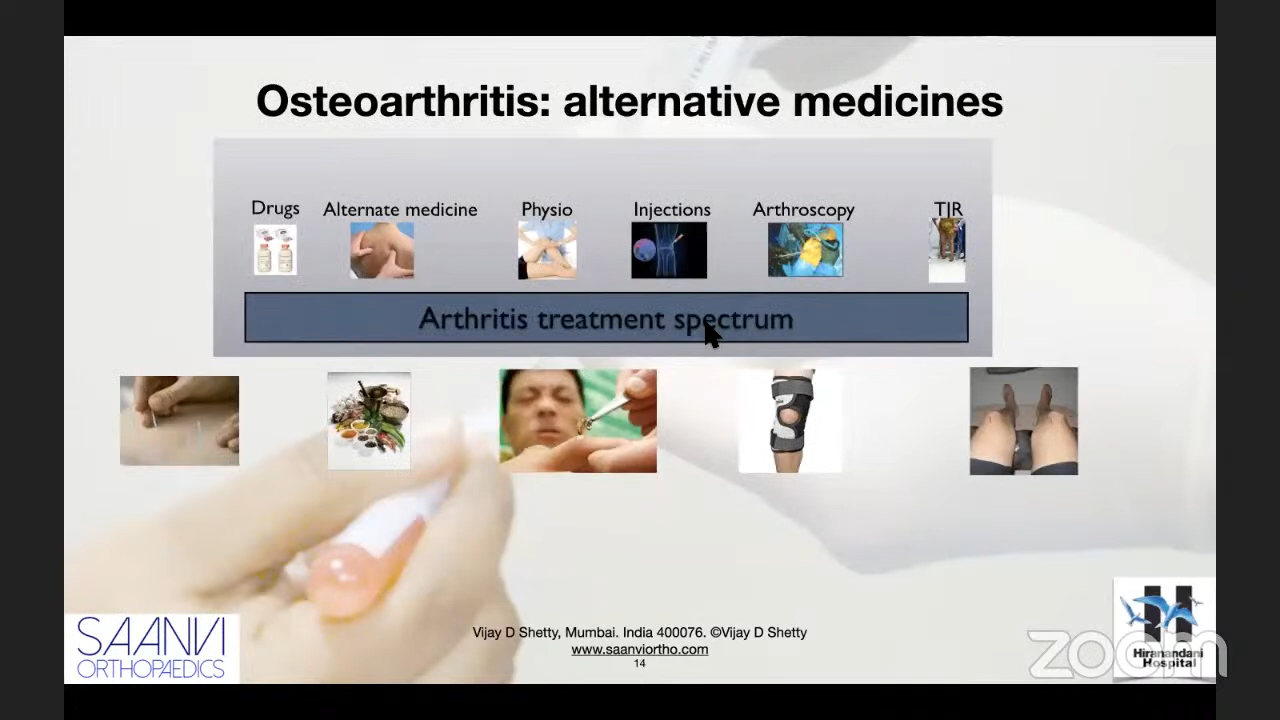 Osteoarthritis: alternative medicines
Drugs
Alternate medicine
Physio
Injections
Arthroscopy
TJR
Arthritis treatment spectrum
Vijay D Shetty, Mumbai. India 400076. ©Vijay D Shetty
www.saanviortho.com
14
SAANVI
ORTHOPAEDICS
H
Hiranandani
Hospital
zoom